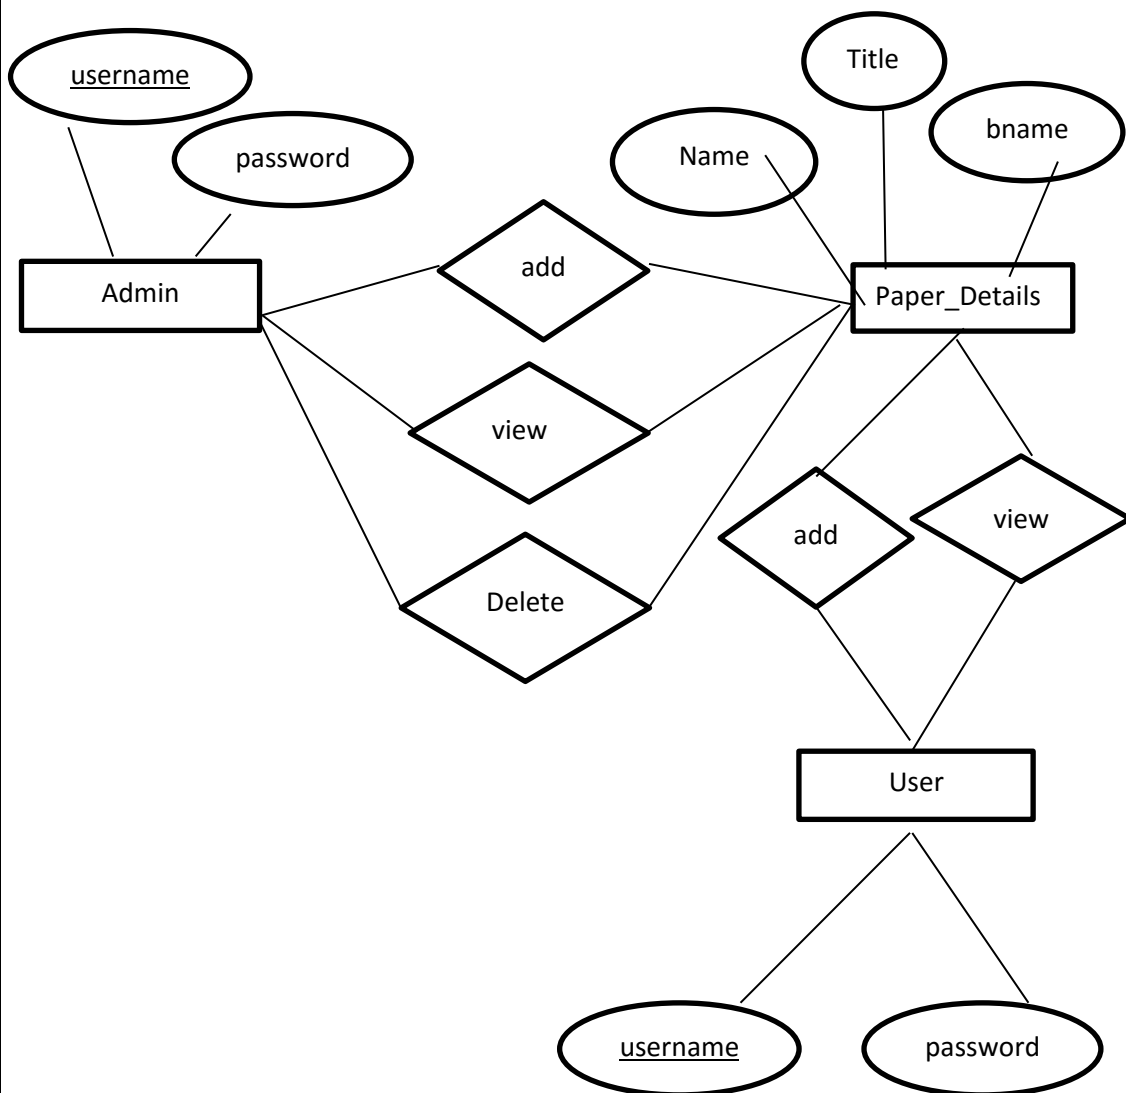 Title
username
bname
password
Name
add
Admin
Paper_Details
view
add
view
Delete
User
username
password